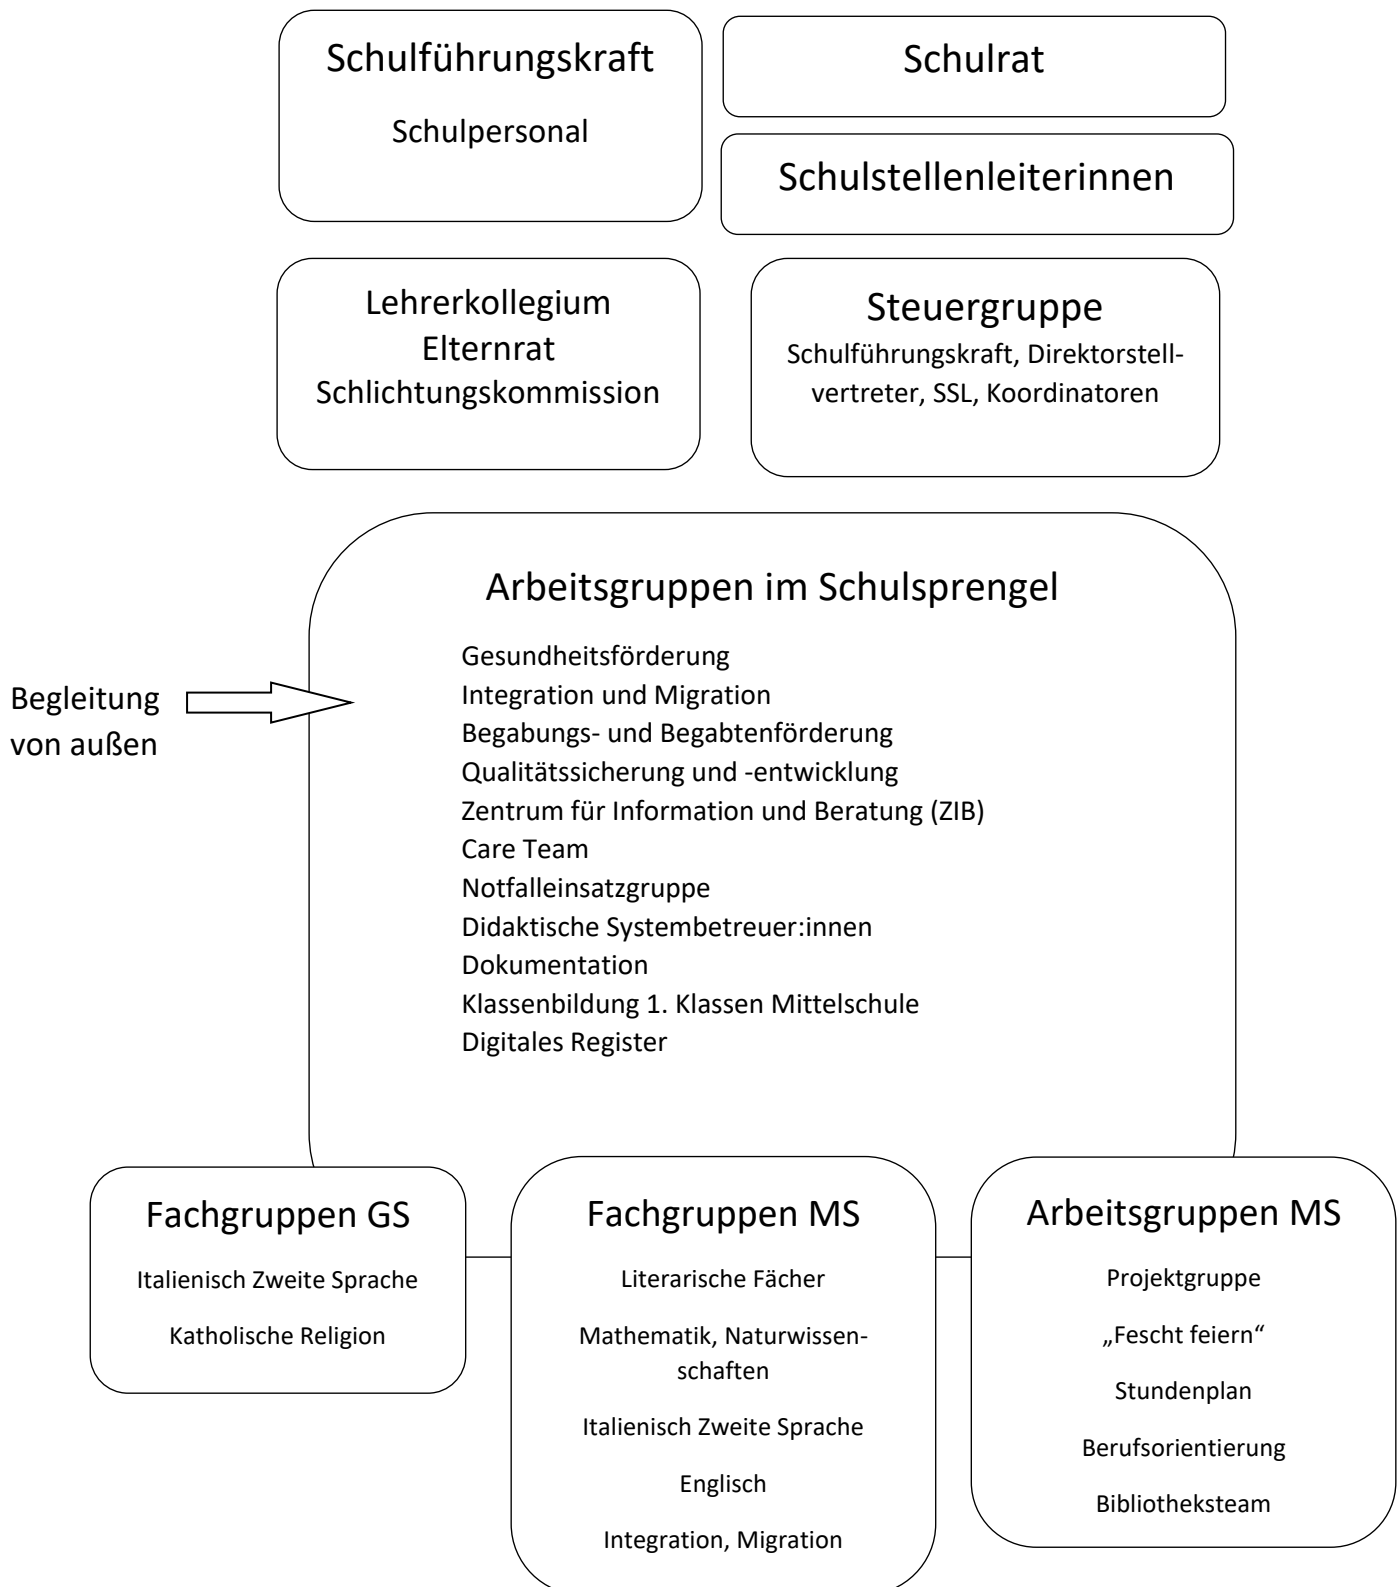 Schulführungskraft
Schulpersonal
Schulrat
Schulstellenleiterinnen
Lehrerkollegium
Elternrat
Schlichtungskommission
Steuergruppe
Schulführungskraft, Direktorstell-
vertreter, SSL, Koordinatoren
Arbeitsgruppen im Schulsprengel
Gesundheitsförderung
Integration und Migration
Begabungs- und Begabtenförderung
Qualitätssicherung und -entwicklung
Zentrum für Information und Beratung (ZIB)
Care Team
Notfalleinsatzgruppe
Didaktische Systembetreuer:innen
Dokumentation
Klassenbildung 1. Klassen Mittelschule
Digitales Register
Begleitung
von außen
Fachgruppen GS
Italienisch Zweite Sprache
Katholische Religion
Fachgruppen MS
Literarische Fächer
Mathematik, Naturwissen-
schaften
Italienisch Zweite Sprache
Englisch
Integration, Migration
Arbeitsgruppen MS
Projektgruppe
„Fescht feiern“
Stundenplan
Berufsorientierung
Bibliotheksteam